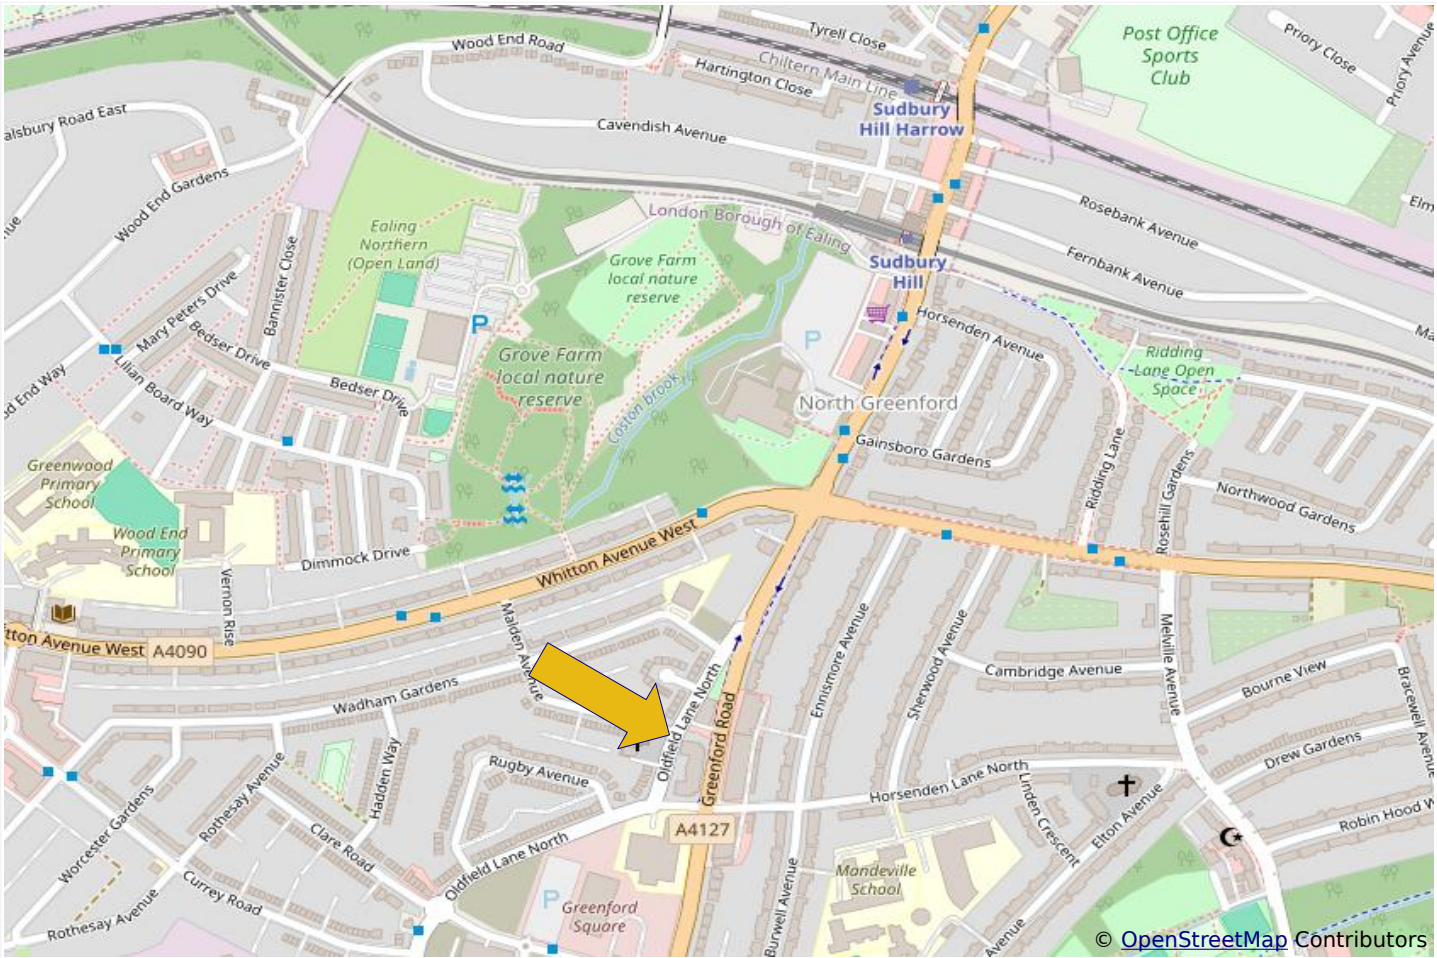 Tyrell Close
Wood End Road
Hartington Close
Chiltern Main Line
Post Office
Sports
Club
Priory Close
Priory Avenue
Sudbury
Hill Harrow
alsbury Road East
Cavendish Avenue
Wood End Gardens
Ealing
Northern
(Open Land)
London Borough of Ealing
Rosebank Avenue
Elm
nue
Fernbank Avenue
Grove Farm
local nature
reserve
Sudbury
Hill
Bannister Close
Mary Peters Drive
Bedser Drive
P
Horsenden Avenue
Ma
Lilian Board Way
Bedser Drive
Grove Farm
local nature
reserve
P
Ridding
Lane Open
Space
od End Way
Coston brook
North Greenford
Gainsboro Gardens
Ridding Lane
Rosehill Gardens
Northwood Gardens
Greenwood
Primary
School
Wood End
Primary
School
Dimmock Drive
Whitton Avenue West
Vernon Rise
tton Avenue West
A4090
Malden Avenue
Wadham Gardens
Oldfield Lane North
Greenford Road
Ennismore Avenue
Sherwood Avenue
Cambridge Avenue
Melville Avenue
Bourne View
Bracewell Avenue
Drew Gardens
Hadden Way
Rugby Avenue
Rothesay Avenue
Worcester Gardens
Clare Road
Oldfield Lane North
A4127
Horsenden Lane North
Linden Crescent
Elton Avenue
Robin Hood W
Currey Road
Rothesay Avenue
P
Greenford
Square
Burwell Avenue
Mandeville
School
Avenue
© OpenStreetMap Contributors